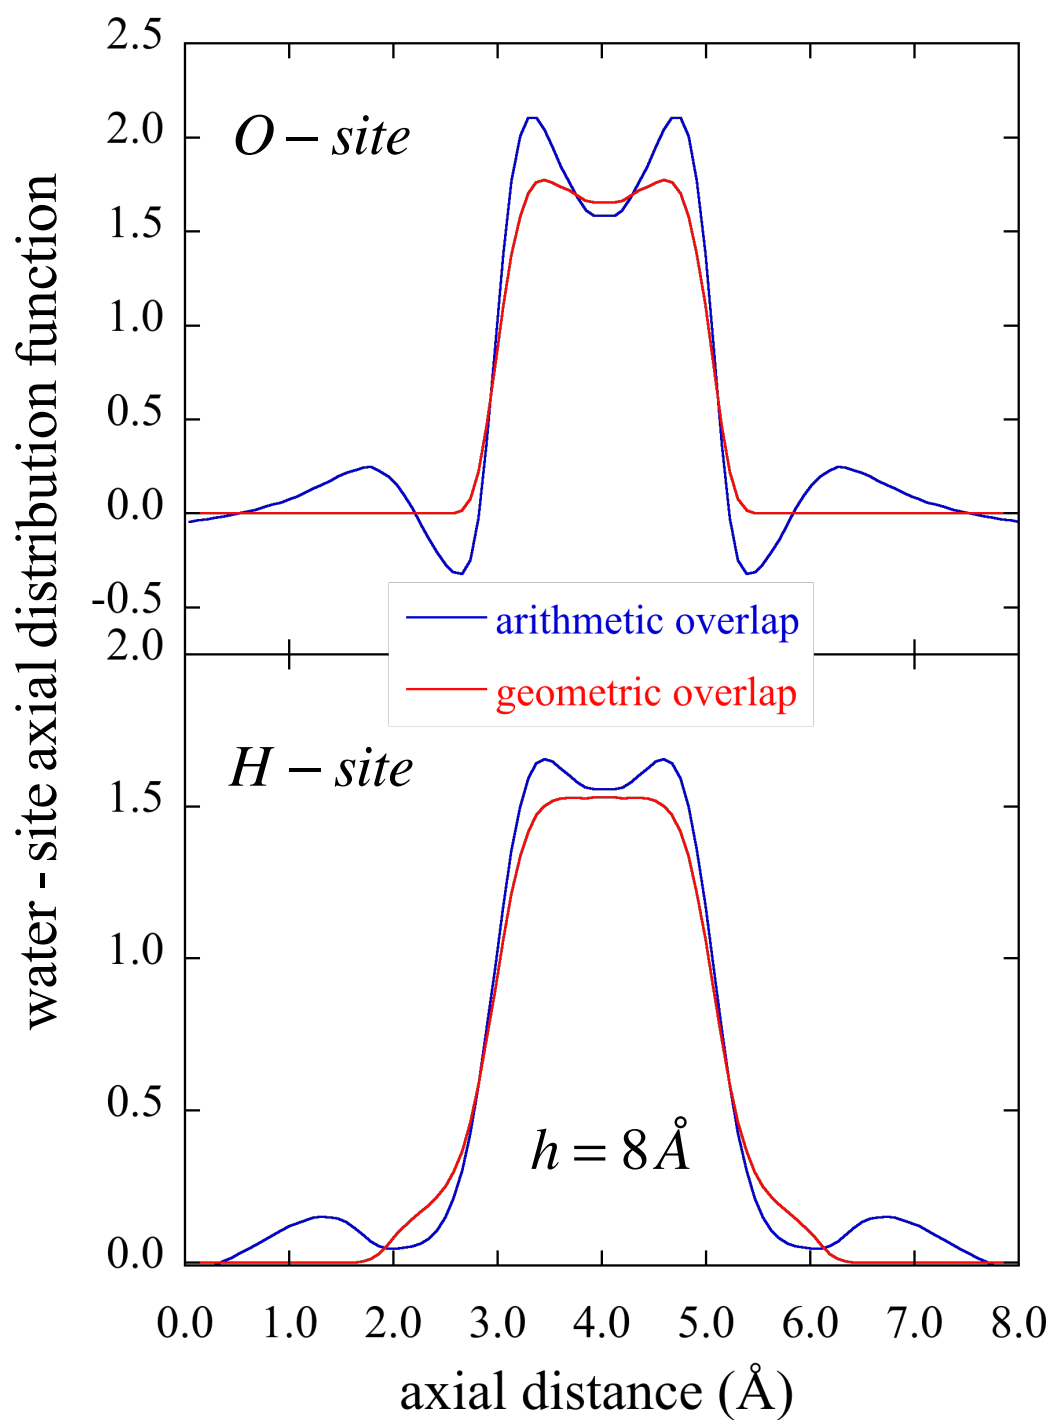 2.5
2.0
1.5
1.0
0.5
0.0
-0.5
O – site
water - site axial distribution function
arithmetic overlap
geometric overlap
2.0
1.5
1.0
0.5
0.0
H – site
h = 8Å
0.0 1.0 2.0 3.0 4.0 5.0 6.0 7.0 8.0
axial distance (Å)